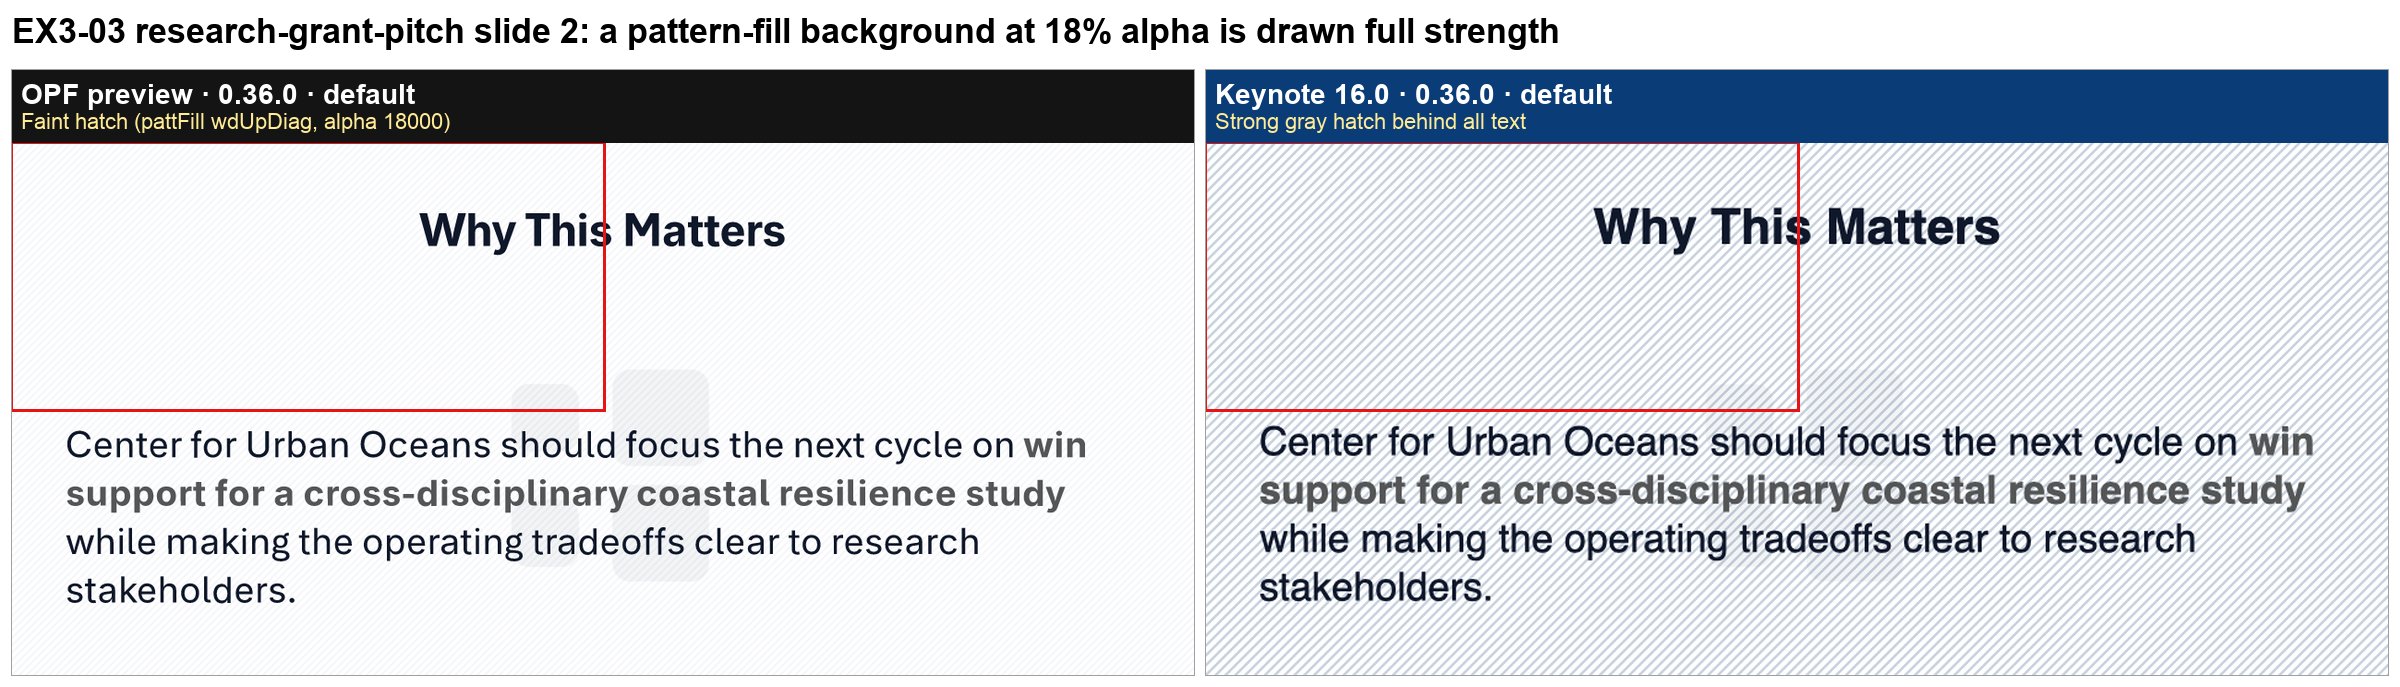 EX3-03 research-grant-pitch slide 2: a pattern-fill background at 18% alpha is drawn full strength
OPF preview · 0.36.0 · default
Faint hatch (pattFill wdUpDiag, alpha 18000)
Why This Matters
Center for Urban Oceans should focus the next cycle on win
support for a cross-disciplinary coastal resilience study
while making the operating tradeoffs clear to research
stakeholders.
Keynote 16.0 · 0.36.0 · default
Strong gray hatch behind all text
Why This Matters
Center for Urban Oceans should focus the next cycle on win
support for a cross-disciplinary coastal resilience study
while making the operating tradeoffs clear to research
stakeholders.